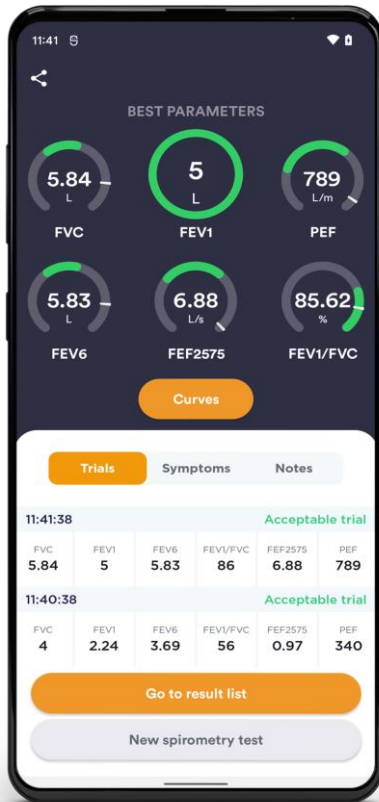 11:41
BEST PARAMETERS
5.84
L
FVC
5
L
FEV1
789
L/m
PEF
5.83
L
FEV6
6.88
L/s
FEF2575
85.62
%
FEV1/FVC
Curves
Trials Symptoms Notes
11:41:38 Acceptable trial
FVC FEV1 FEV6 FEV1/FVC FEF2575 PEF
5.84 5 5.83 86 6.88 789
11:40:38 Acceptable trial
FVC FEV1 FEV6 FEV1/FVC FEF2575 PEF
4 2.24 3.69 56 0.97 340
Go to result list
New spirometry test